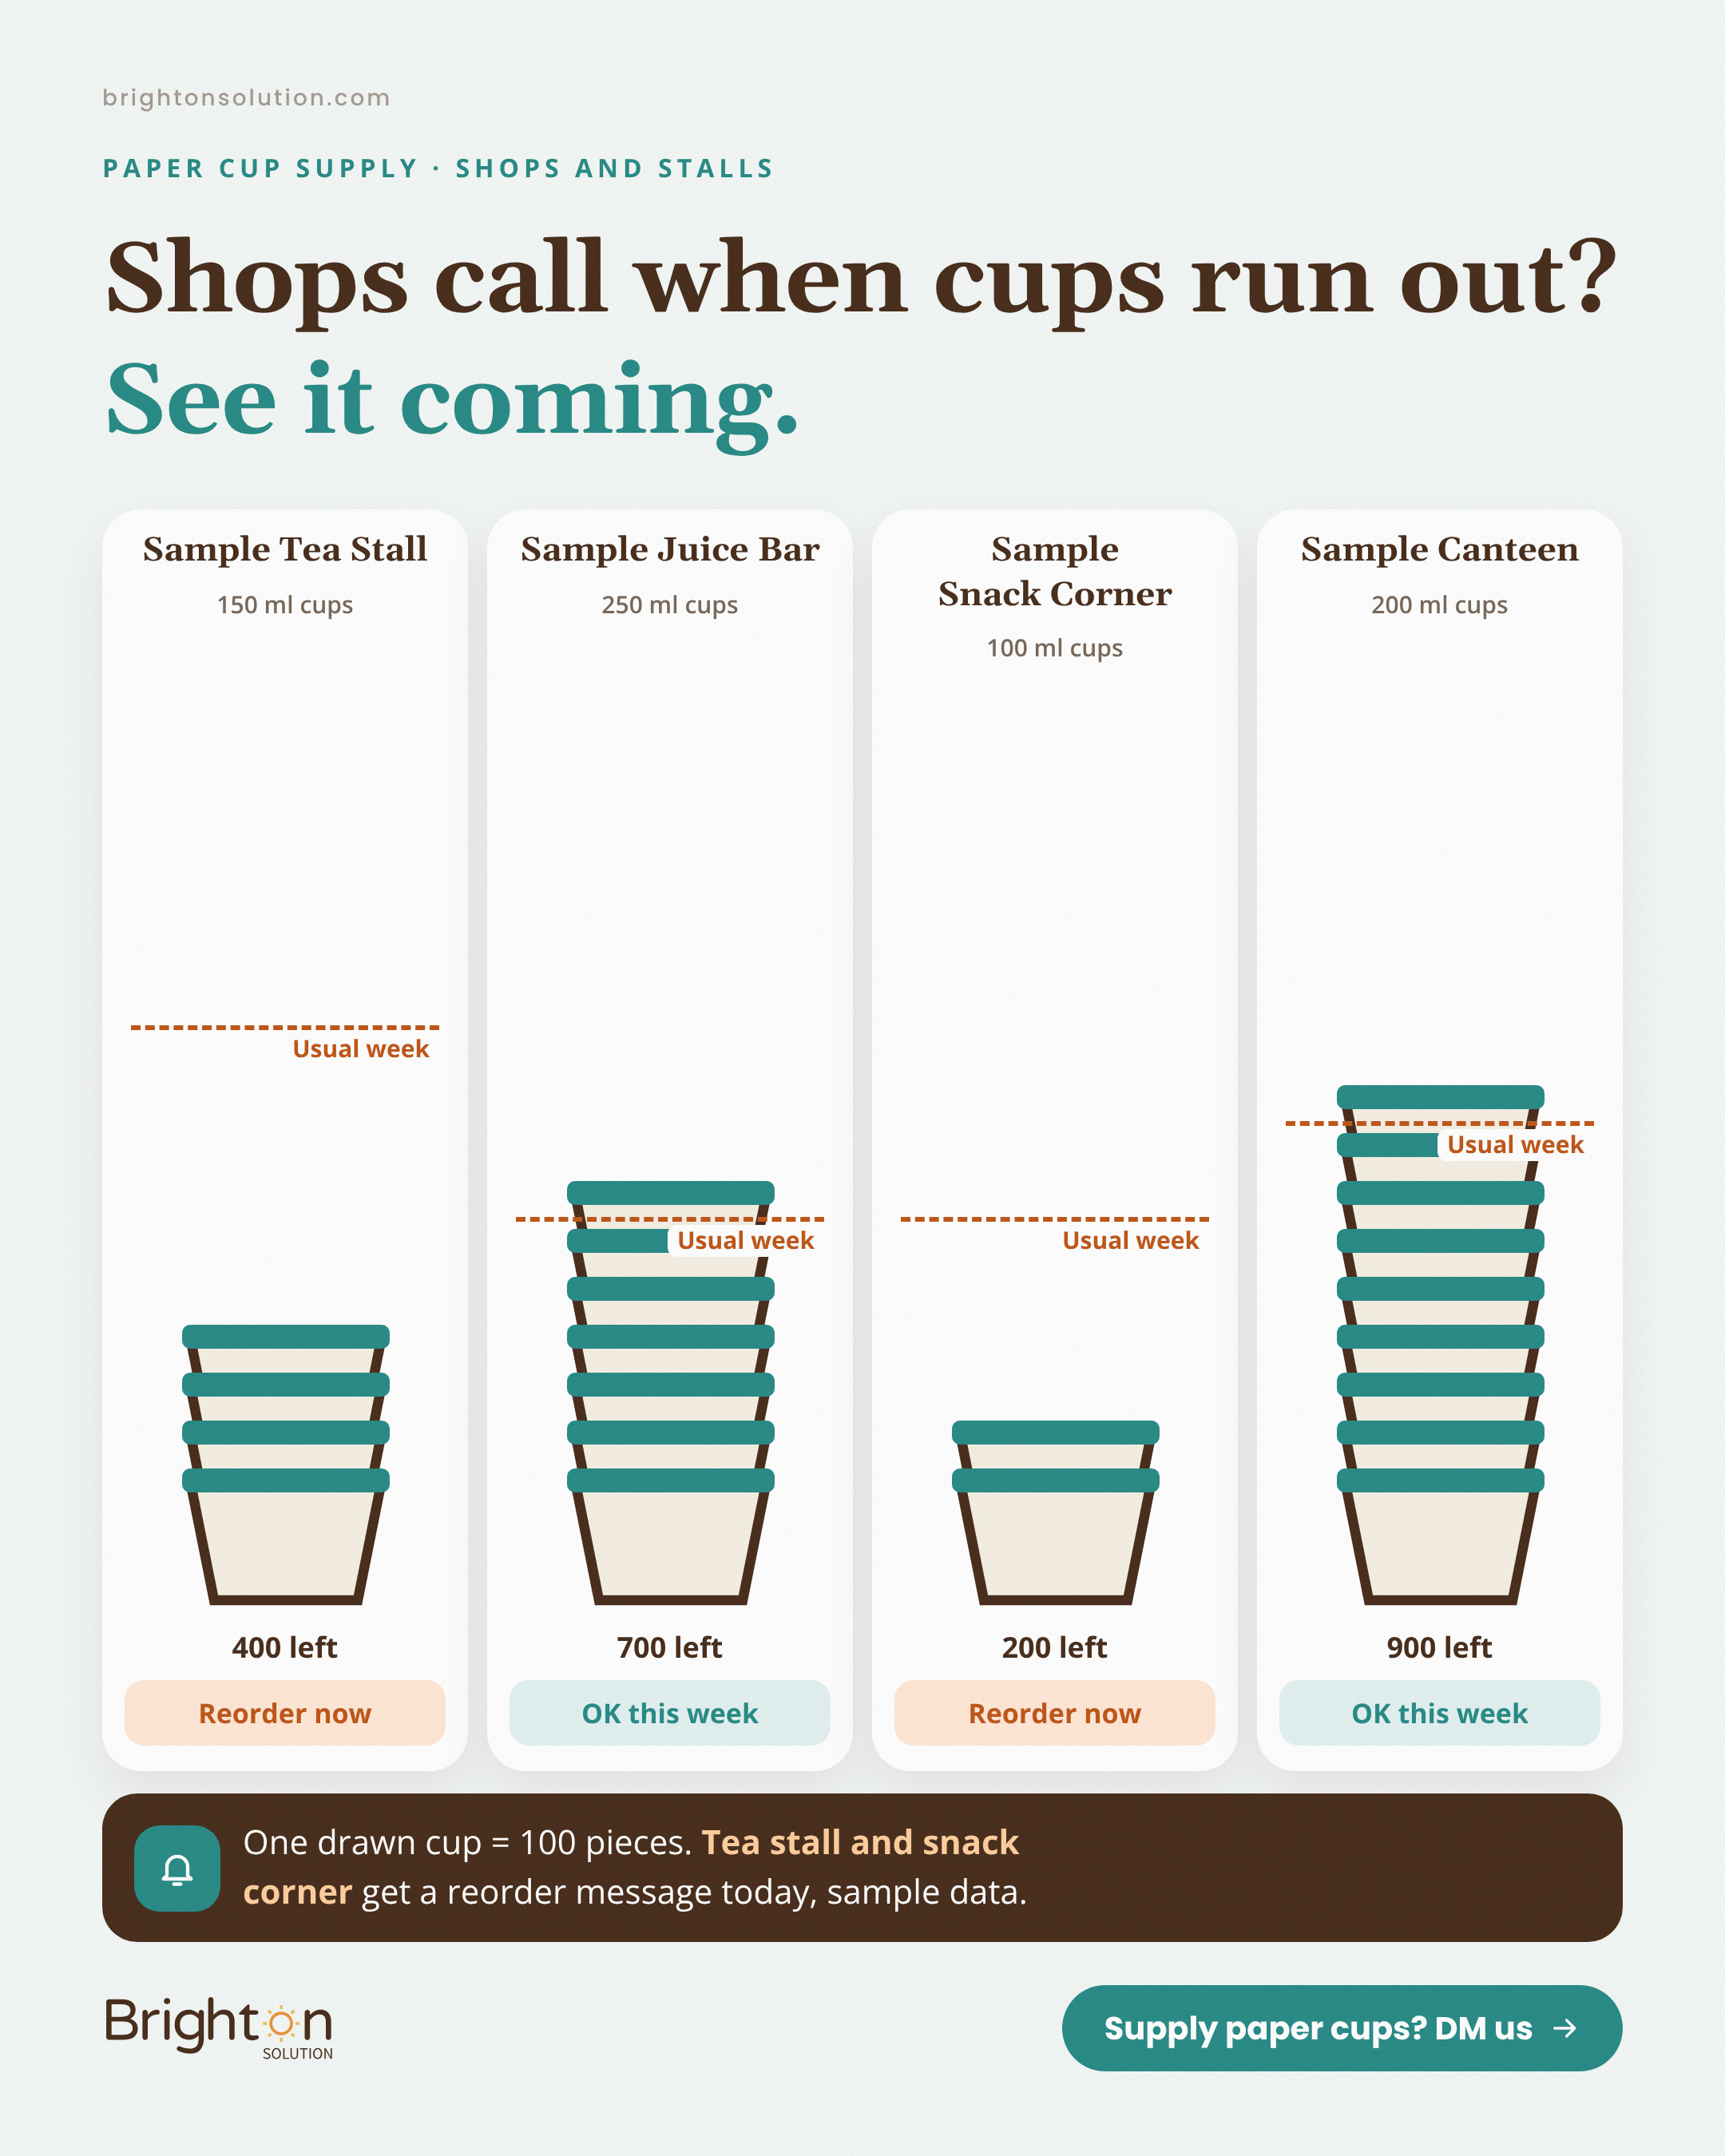 brightonsolution.com
PAPER CUP SUPPLY · SHOPS AND STALLS
Shops call when cups run out?
See it coming.
Sample Tea Stall
150 ml cups
Usual week
400 left
Reorder now
Sample Juice Bar
250 ml cups
Usual week
700 left
OK this week
Sample
Snack Corner
100 ml cups
Usual week
200 left
Reorder now
Sample Canteen
200 ml cups
Usual week
900 left
OK this week
One drawn cup = 100 pieces. Tea stall and snack
corner get a reorder message today, sample data.
Brighton
SOLUTION
Supply paper cups? DM us →